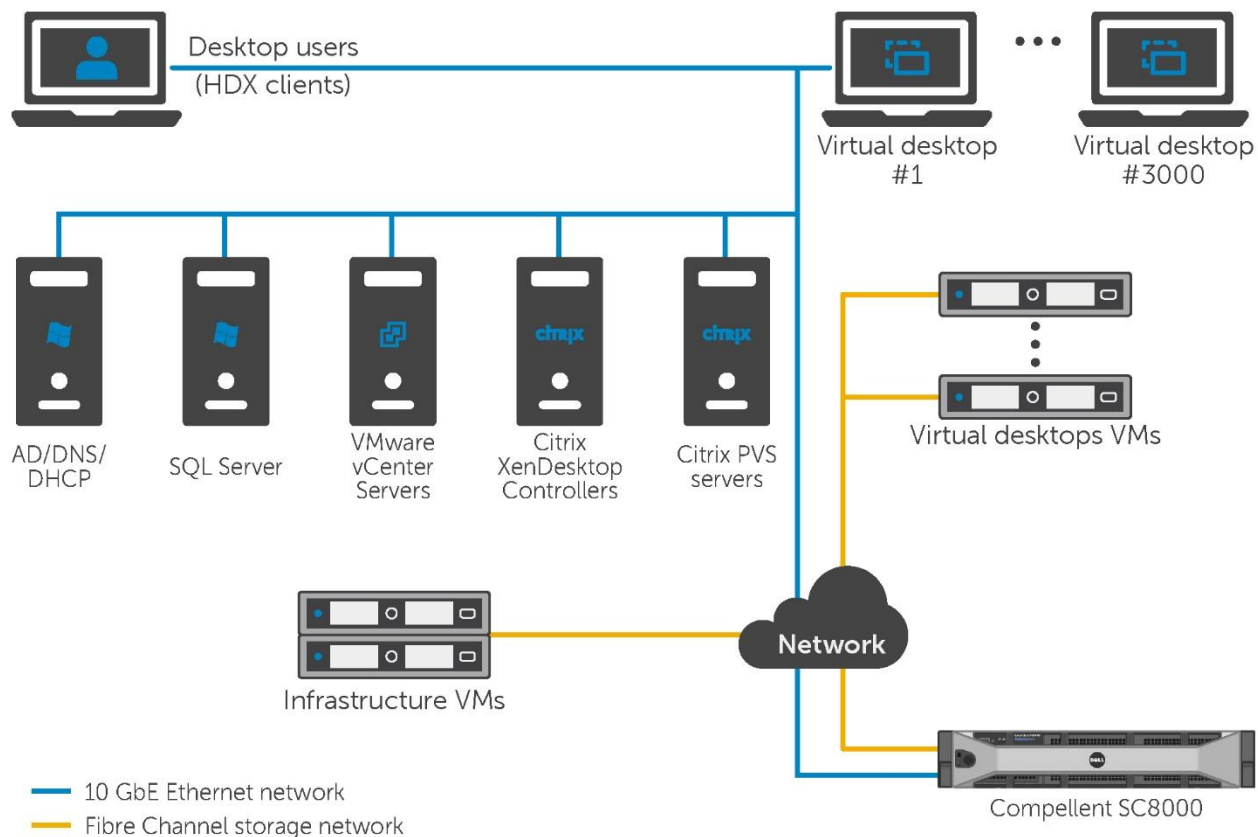 Desktop users
(HDX clients)
Virtual desktop
#1
Virtual desktop
#3000
AD/DNS/
DHCP
SQL Server
VMware
vCenter
Servers
citrix
Citrix
XenDesktop
Controllers
citrix
Citrix PVS
servers
Virtual desktops VMs
Network
Infrastructure VMs
DELL
Compellent SC8000
10 GbE Ethernet network
Fibre Channel storage network